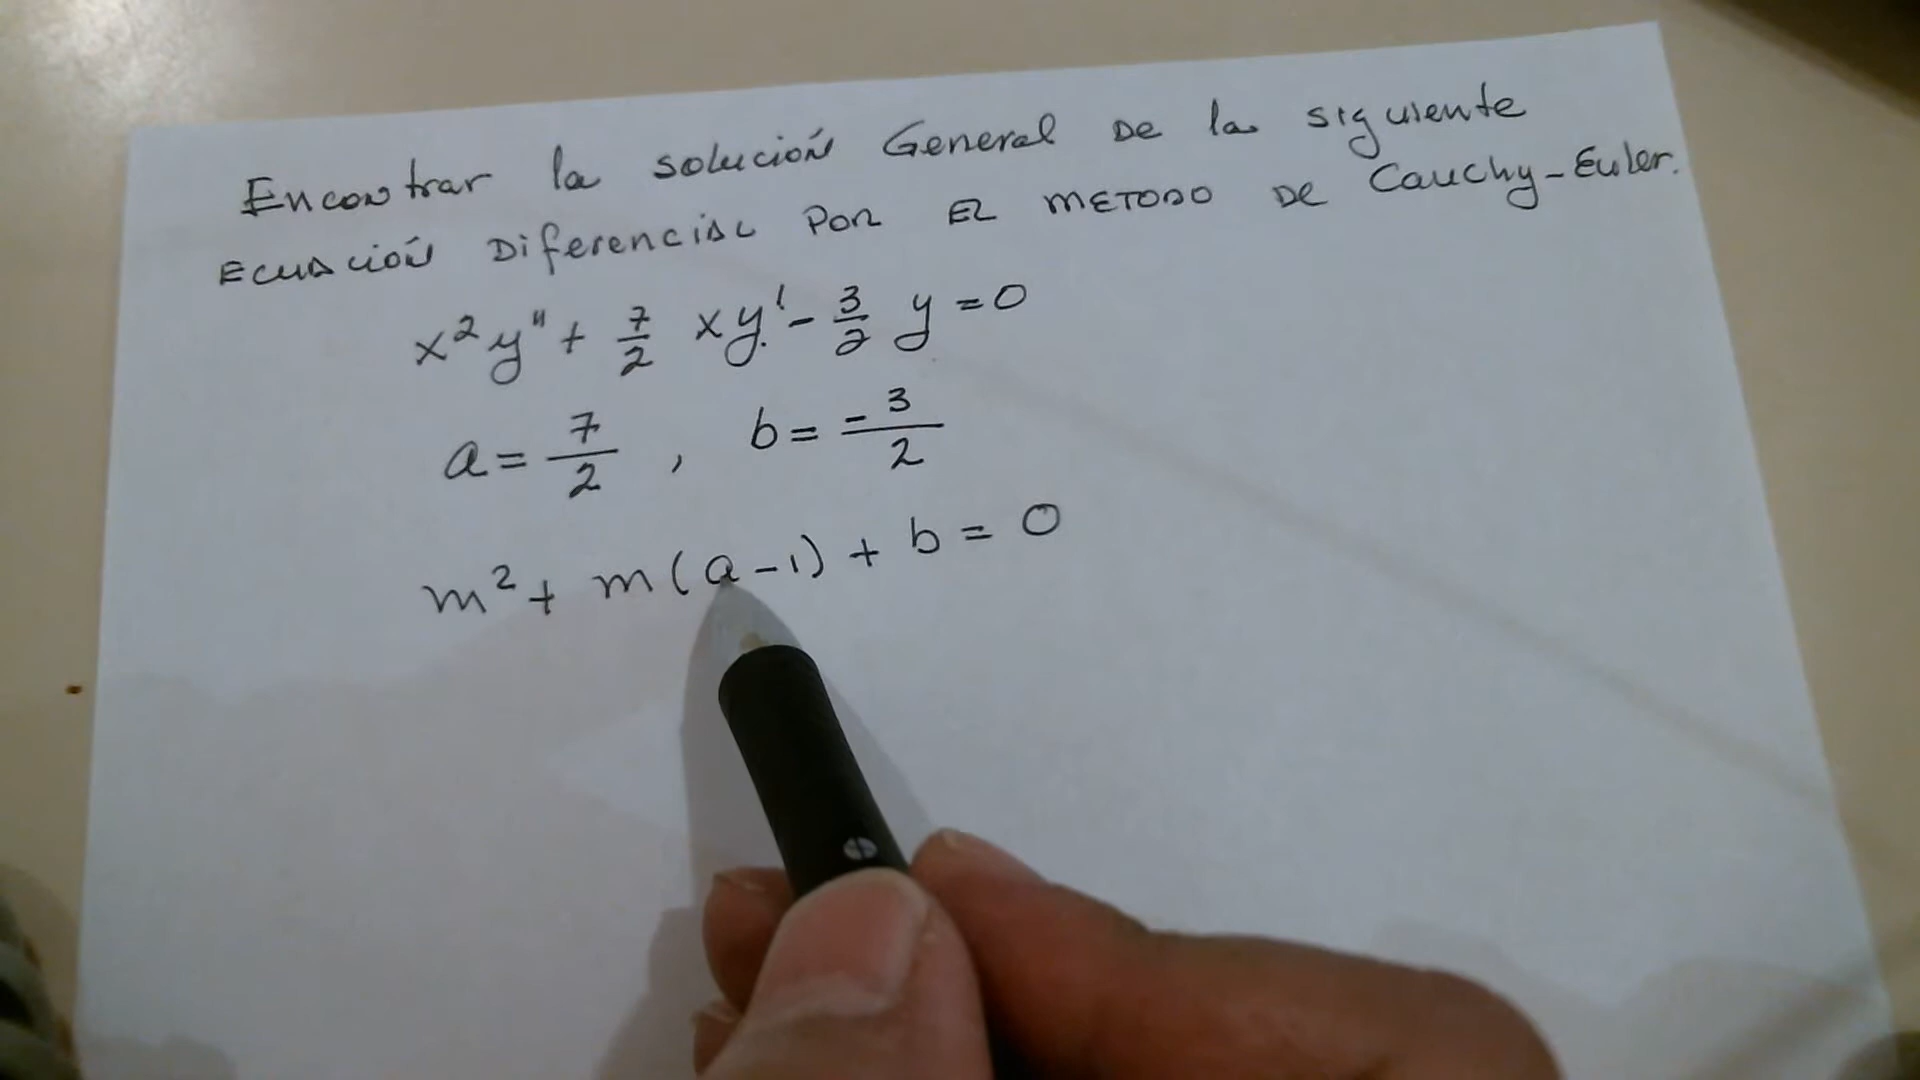 Encontrar la solución General De la siguiente
Ecuación Diferencial Por El metodo De Cauchy-Euler.
x²y'' + 7/2 xy' - 3/2 y = 0
a = 7/2 , b = -3/2
m² + m(a-1) + b = 0